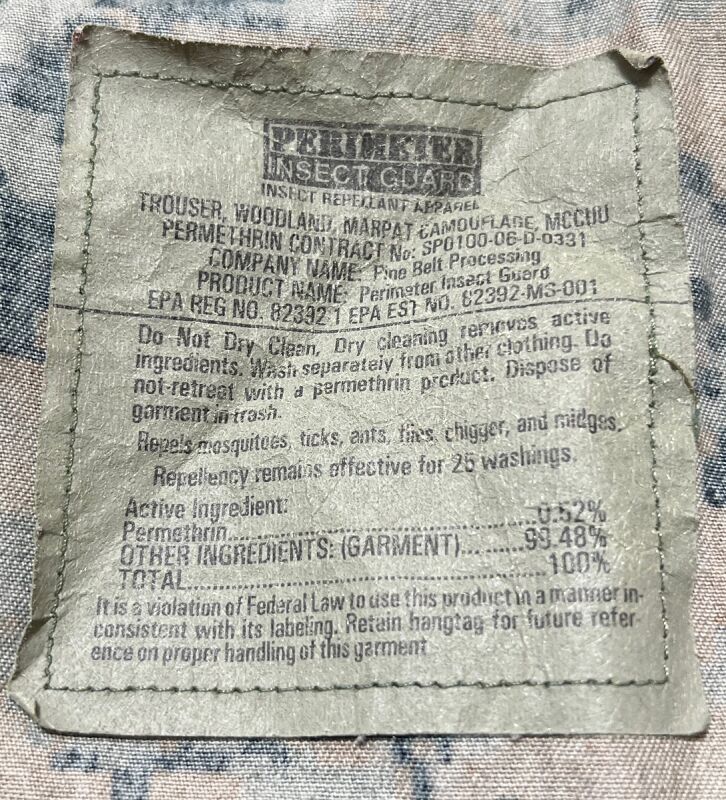 PERIMETER
INSECT GUARD
INSECT REPELLANT APPAREL
TROUSER, WOODLAND, MARPAT CAMOUFLAGE, MCCUU
PERMETHRIN CONTRACT No: SP0100-06-D-0331
COMPANY NAME: Pine Belt Processing
PRODUCT NAME: Perimeter Insect Guard
EPA REG NO. 82392 1 EPA EST NO. 82392-MS-001
Do Not Dry Clean, Dry cleaning removes active
ingredients. Wash separately from other clothing. Do
not-retreat with a permethrin product. Dispose of
garment in trash.
Repels mosquitoes, ticks, ants, flies, chigger, and midges.
Repellency remains effective for 25 washings.
Active Ingredient:
Permethrin..................................0.52%
OTHER INGREDIENTS: (GARMENT)..........99.48%
TOTAL........................................100%
It is a violation of Federal Law to use this product in a manner in-
consistent with its labeling. Retain hangtag for future refer-
ence on proper handling of this garment